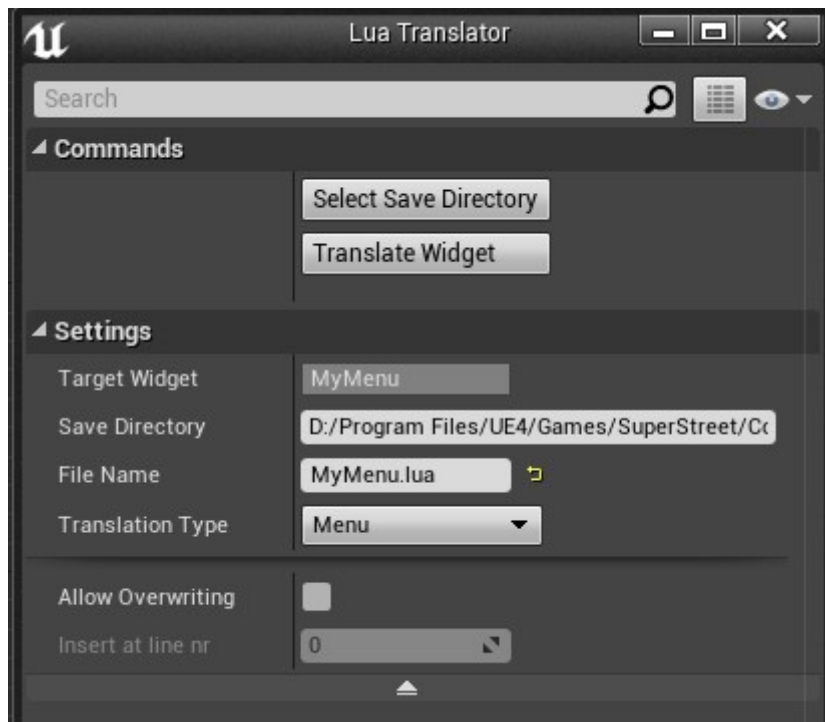 Lua Translator
Search
Commands
Select Save Directory
Translate Widget
Settings
Target Widget MyMenu
Save Directory D:/Program Files/UE4/Games/SuperStreet/Co
File Name MyMenu.lua
Translation Type Menu
Allow Overwriting
Insert at line nr 0